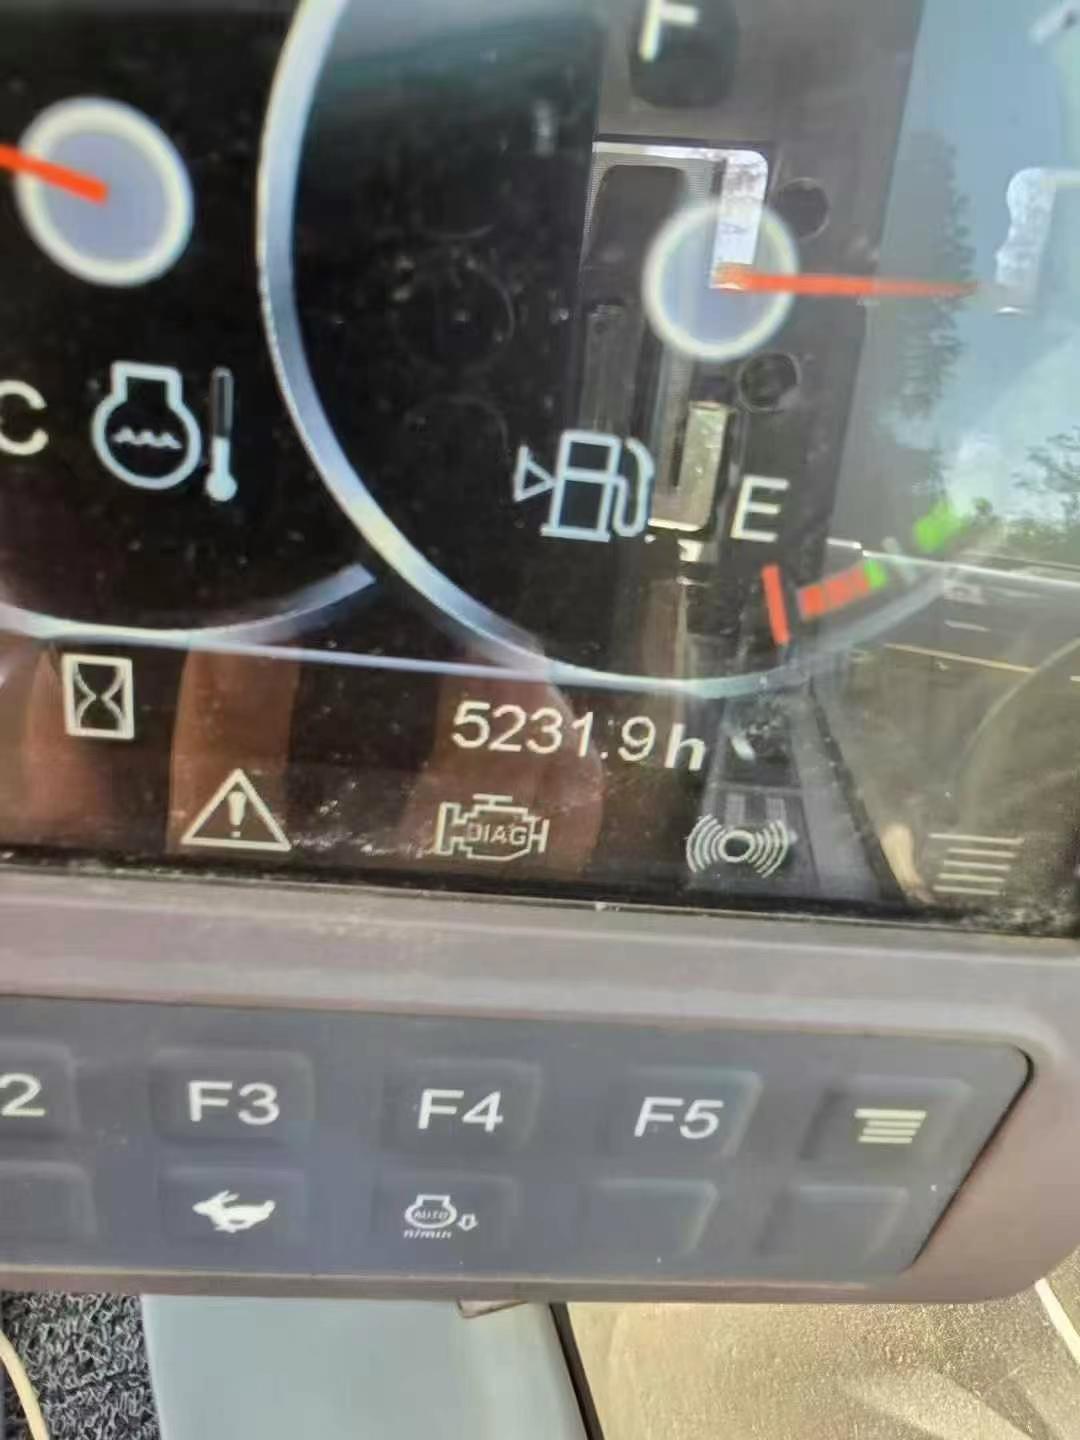 F
A
C
E
5231.9h
DIAG
2 F3 F4 F5
AUTO
n/min